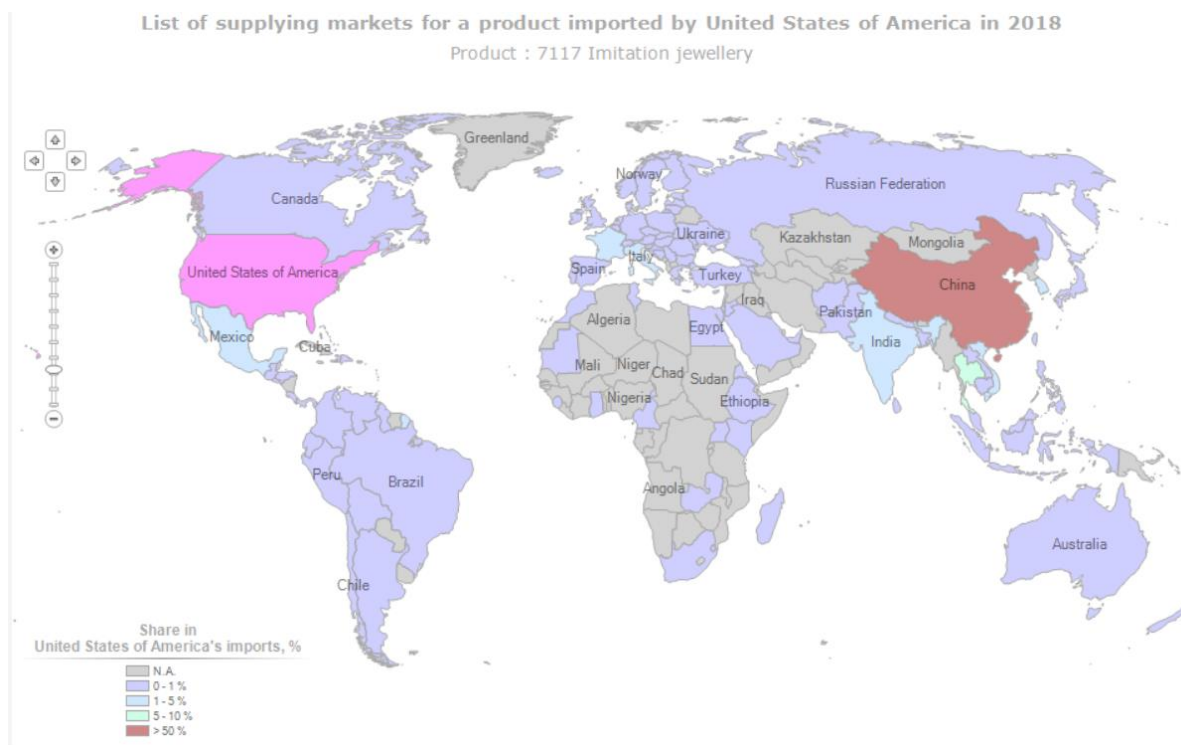 List of supplying markets for a product imported by United States of America in 2018
Product : 7117 Imitation jewellery
Greenland
Norway
Russian Federation
Canada
Ukraine
Kazakhstan
Mongolia
Italy
Spain
Turkey
United States of America
China
Iraq
Pakistan
Algeria
Egypt
Mexico
India
Cuba
Mali
Niger
Chad
Sudan
Nigeria
Ethiopia
Peru
Brazil
Angola
Australia
Chile
Share in
United States of America's imports, %
N.A.
0 - 1 %
1 - 5 %
5 - 10 %
> 50 %